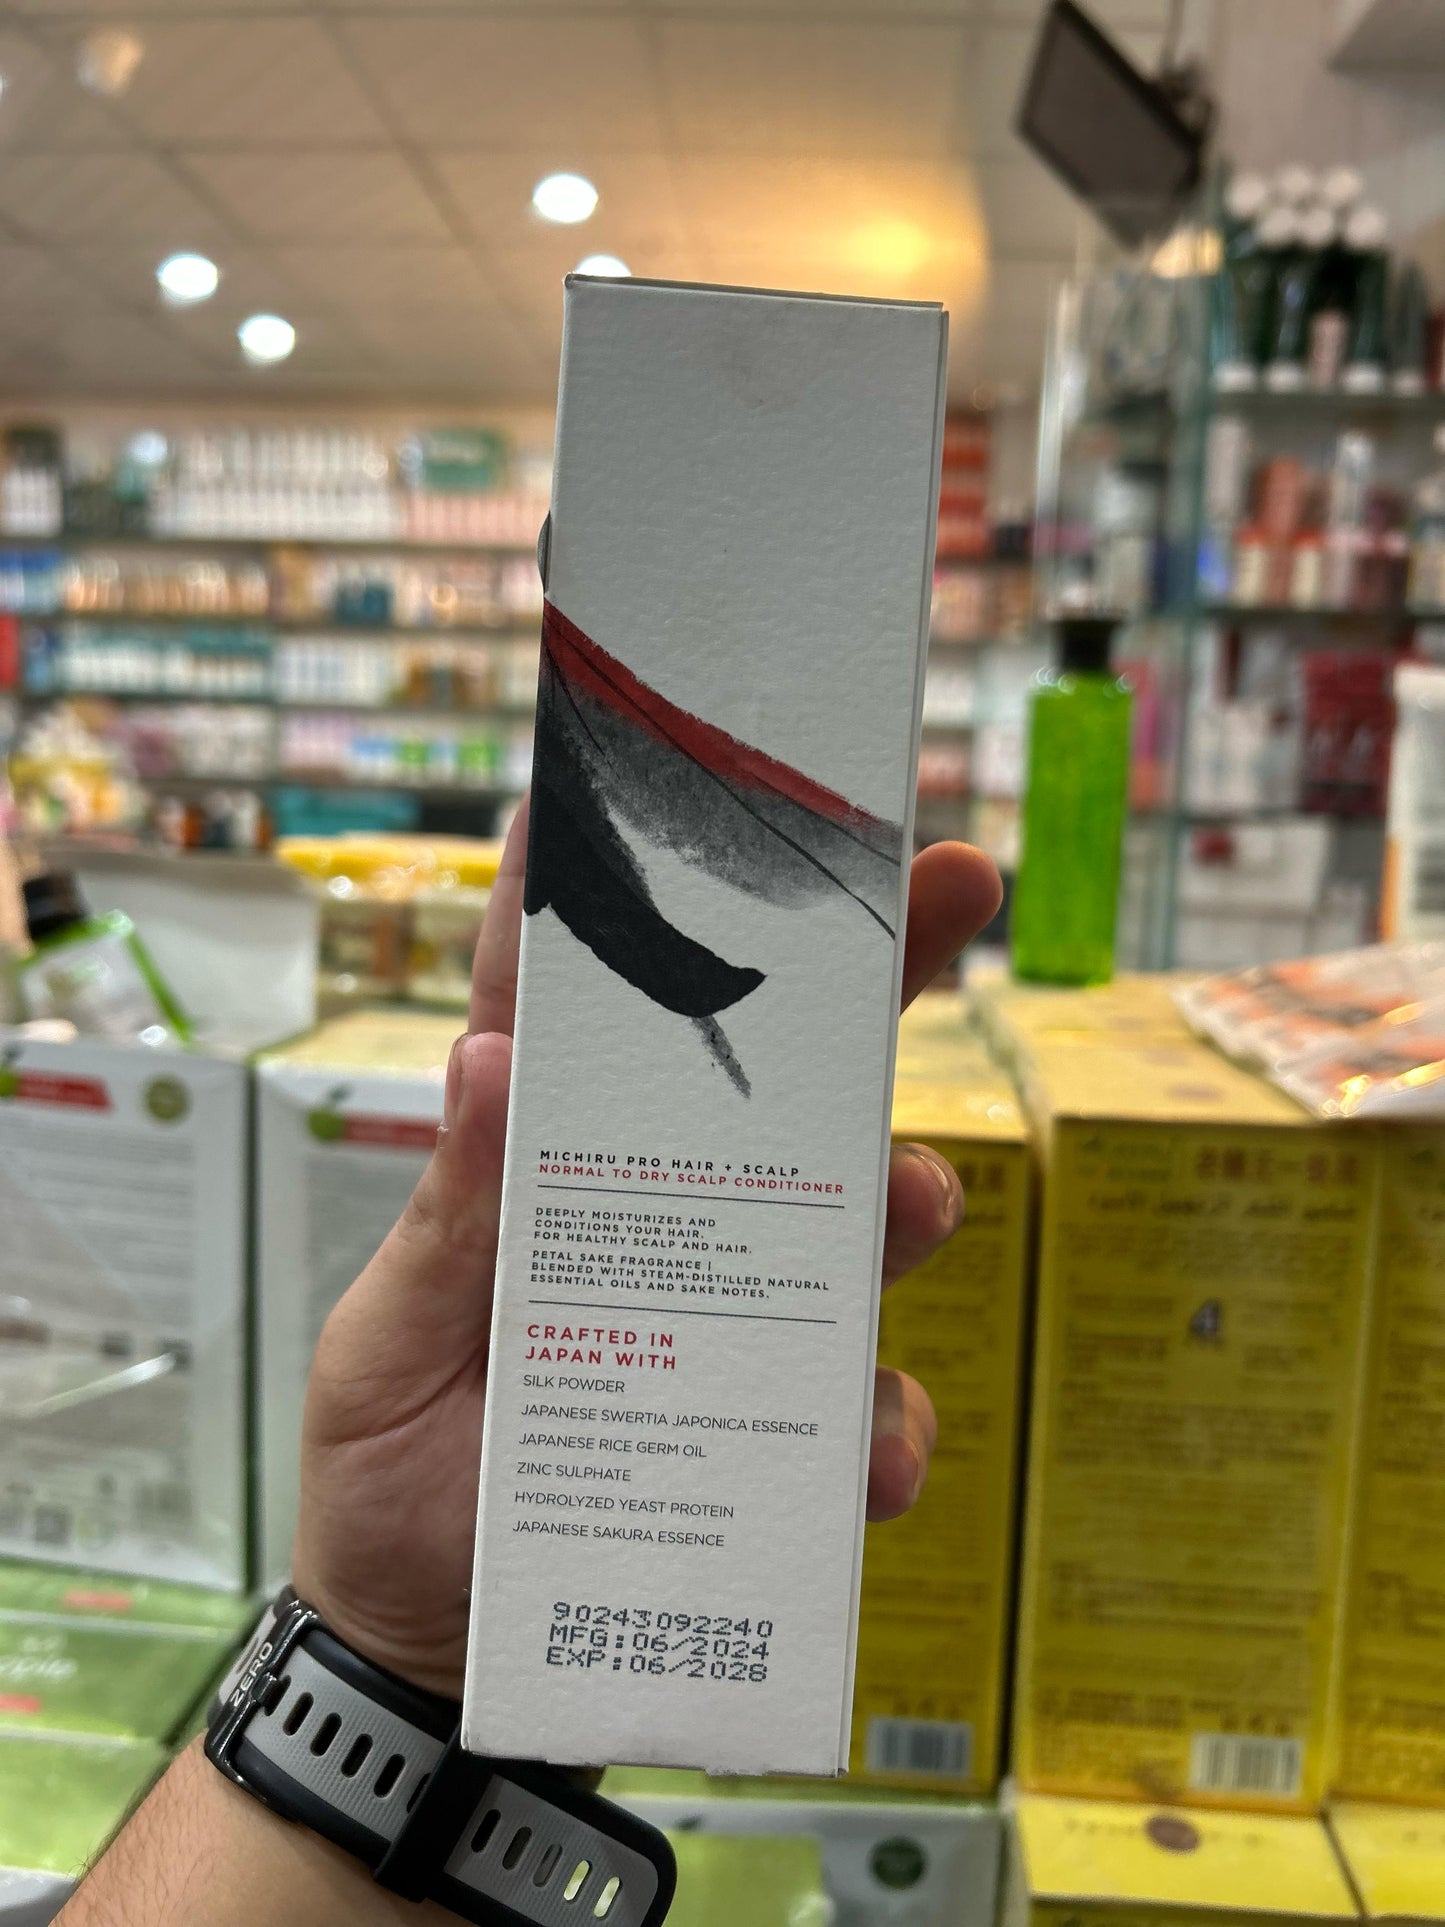 MICHIRU PRO HAIR + SCALP
NORMAL TO DRY SCALP CONDITIONER
DEEPLY MOISTURIZES AND
CONDITIONS YOUR HAIR.
FOR HEALTHY SCALP AND HAIR.
PETAL SAKE FRAGRANCE |
BLENDED WITH STEAM-DISTILLED NATURAL
ESSENTIAL OILS AND SAKE NOTES.
CRAFTED IN
JAPAN WITH
SILK POWDER
JAPANESE SWERTIA JAPONICA ESSENCE
JAPANESE RICE GERM OIL
ZINC SULPHATE
HYDROLYZED YEAST PROTEIN
JAPANESE SAKURA ESSENCE
90243092240
MFG:06/2024
EXP:06/2028
ZERO